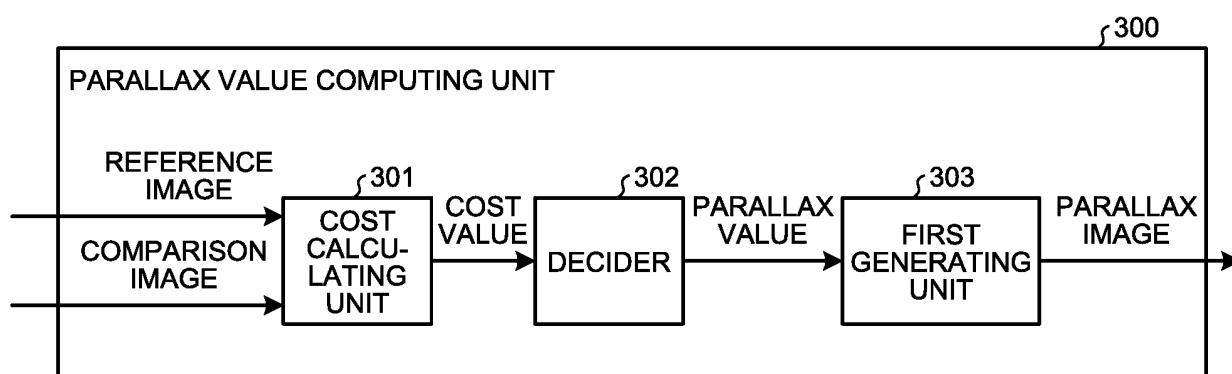 300
PARALLAX VALUE COMPUTING UNIT
REFERENCE
IMAGE
COMPARISON
IMAGE
301
COST
CALCU-
LATING
UNIT
COST
VALUE
302
DECIDER
PARALLAX
VALUE
303
FIRST
GENERATING
UNIT
PARALLAX
IMAGE